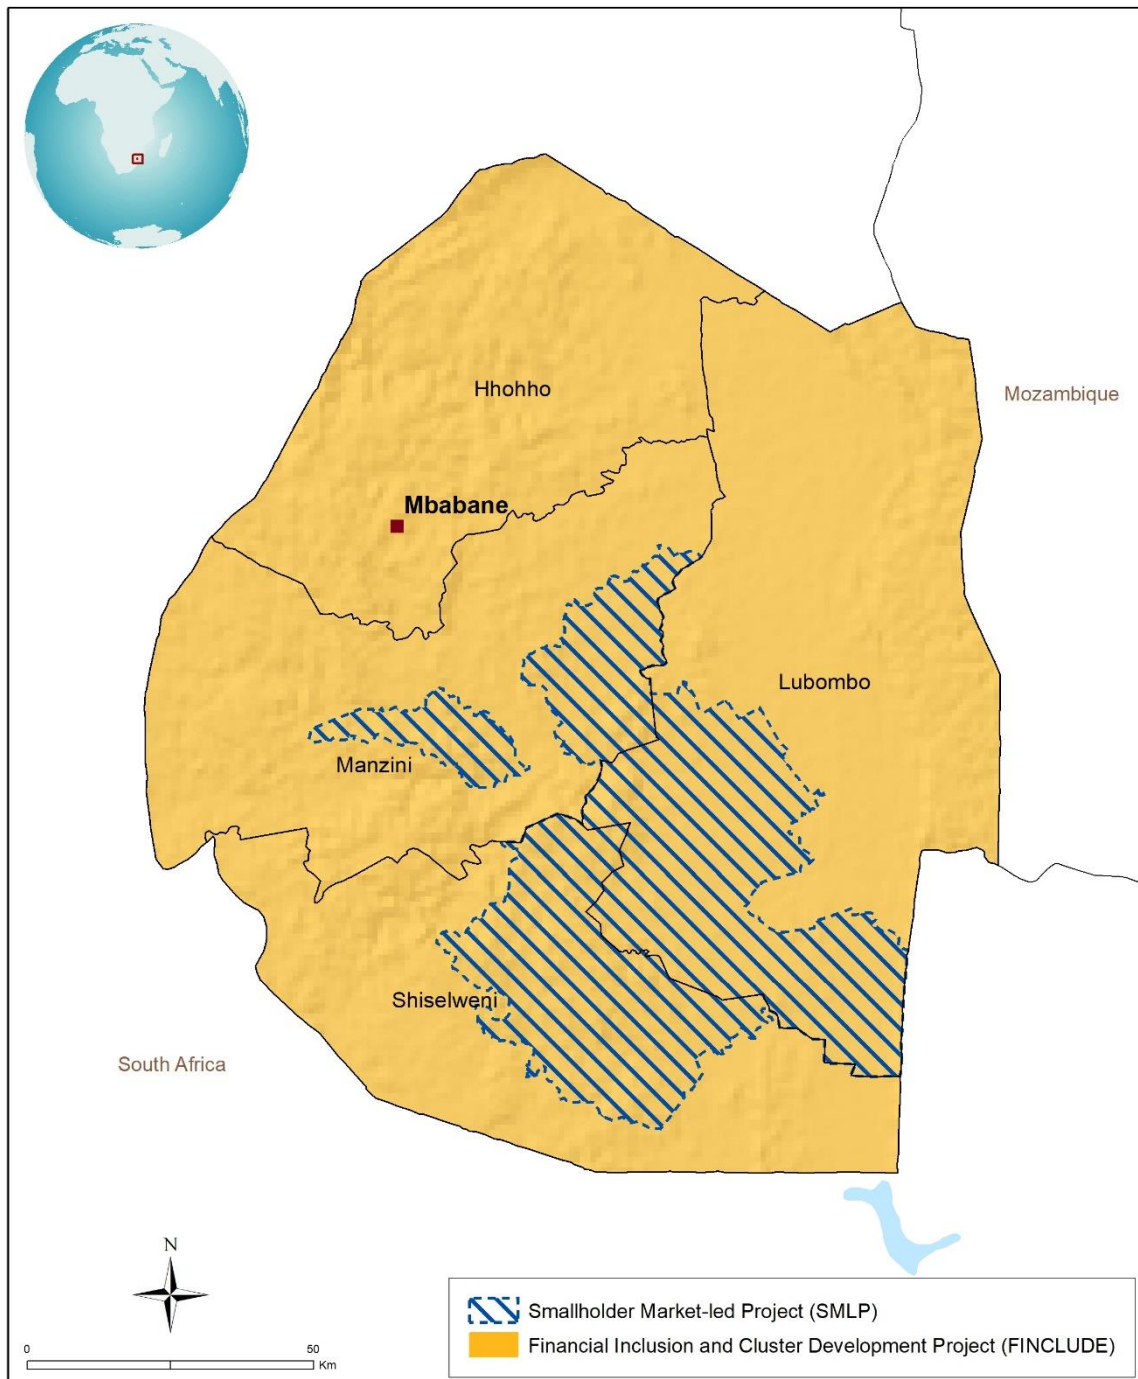 Hhohho
Mozambique
Mbabane
Lubombo
Manzini
Shiselweni
South Africa
N
0 50
Km
Smallholder Market-led Project (SMLP)
Financial Inclusion and Cluster Development Project (FINCLUDE)